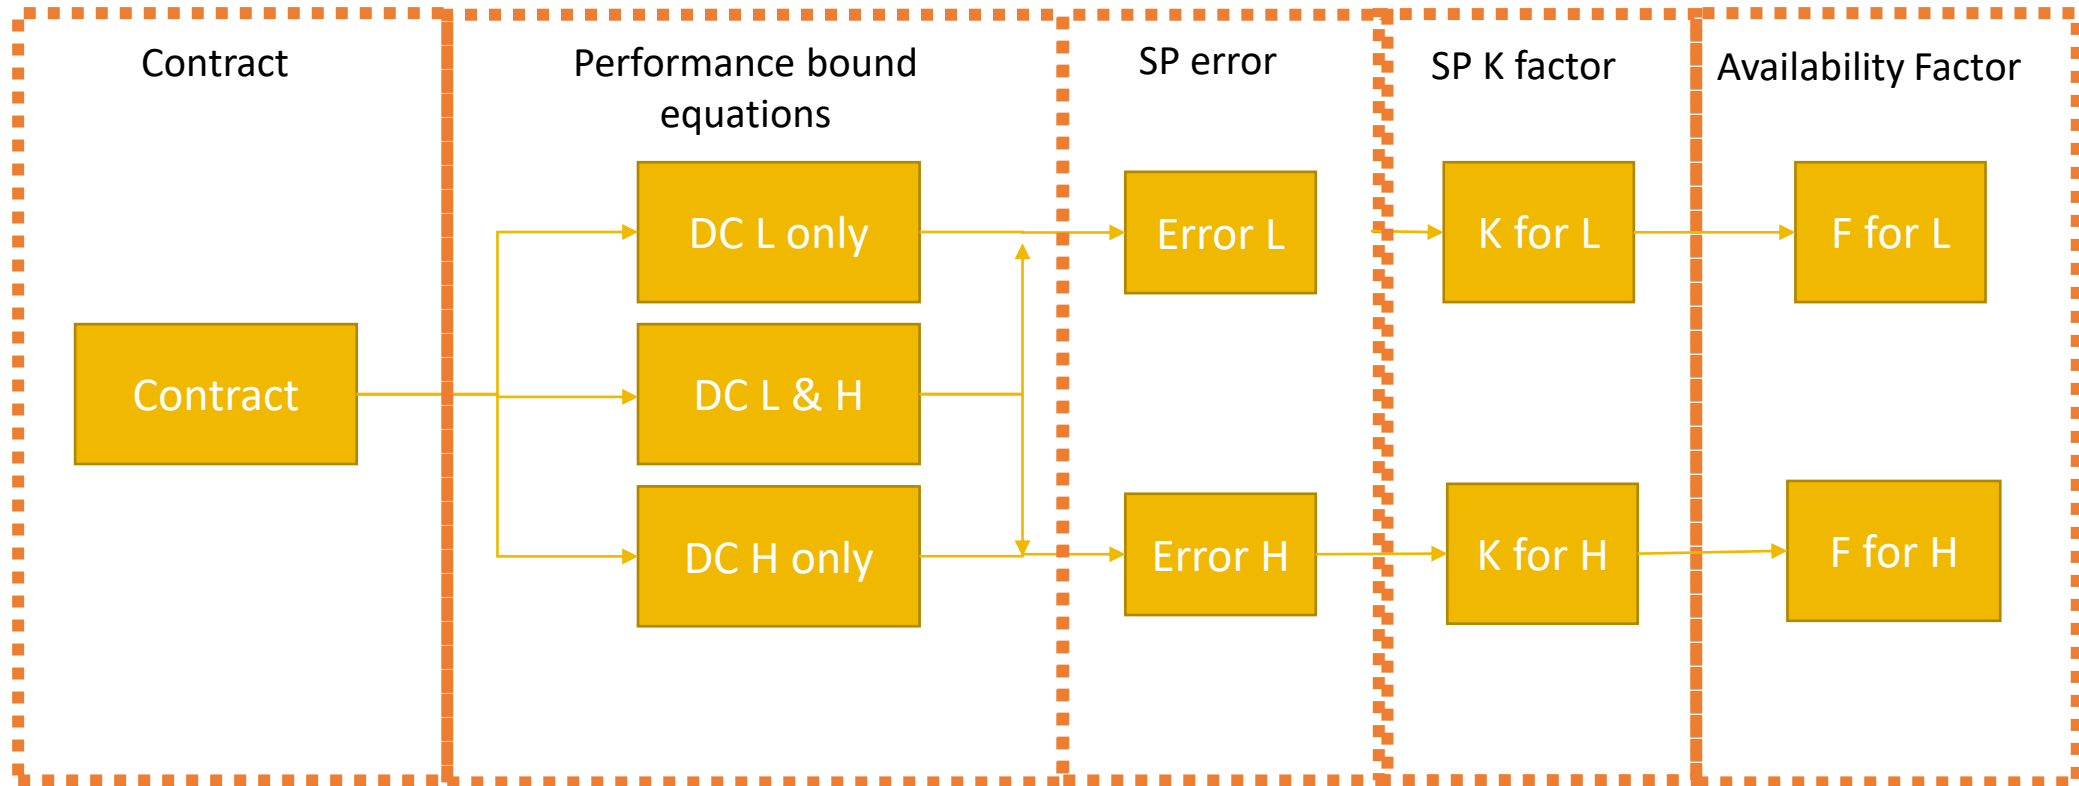 Contract
Performance bound
equations
SP error
SP K factor
Availability Factor
DC L only
Error L
K for L
F for L
Contract
DC L & H
DC H only
Error H
K for H
F for H